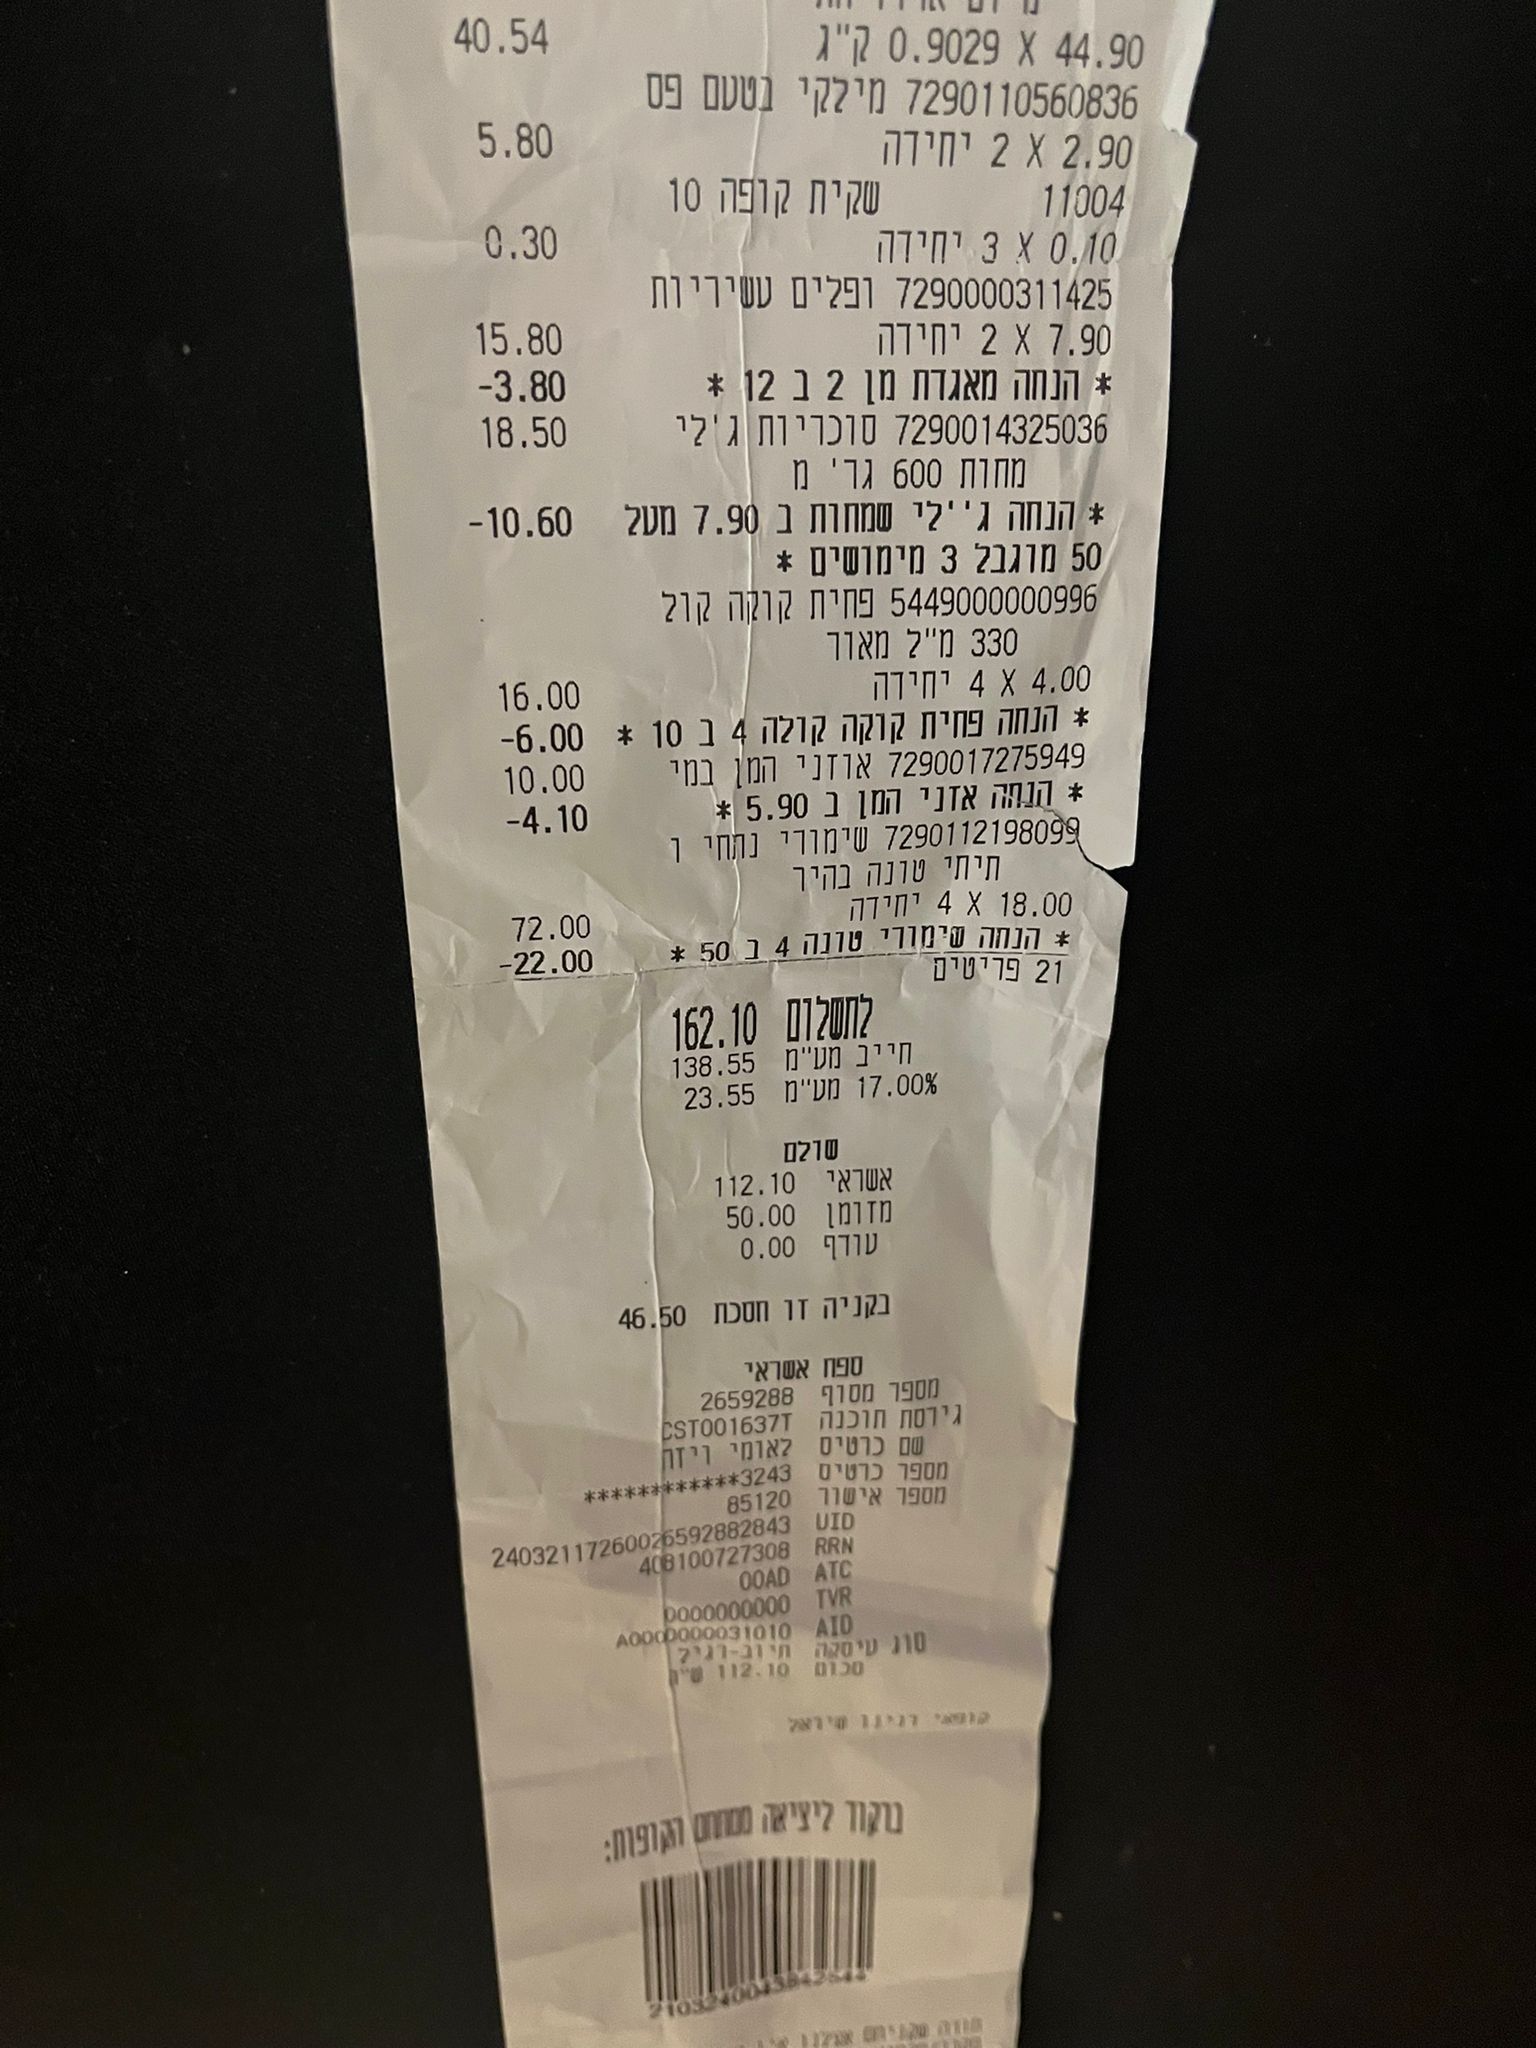 44.90 X 0.9029 ק"ג 40.54
7290110560836 מילקי בטעם פס
2.90 X 2 יחידה 5.80
11004 שקית קופה 10
0.10 X 3 יחידה 0.30
7290000311425 ופלים עשיריות
7.90 X 2 יחידה 15.80
* הנחה מאגדת מן 2 ב 12 * -3.80
7290014325036 סוכריות ג'לי 18.50
מחות 600 גר' מ
* הנחה ג''לי שמחות ב 7.90 מעל -10.60
50 מוגבל 3 מימושים *
5449000000996 פחית קוקה קול
330 מ"ל מאור
4.00 X 4 יחידה 16.00
* הנחה פחית קוקה קולה 4 ב 10 * -6.00
7290017275949 אוזני המן במי 10.00
* הנחה אזני המן ב 5.90 * -4.10
7290112198099 שימורי נתחי ו
תיתי טונה בהיר
18.00 X 4 יחידה 72.00
* הנחה שימורי טונה 4 ב 50 * -22.00
21 פריטים
לתשלום 162.10
חייב מע"מ 138.55
17.00% מע"מ 23.55
שולם
אשראי 112.10
מזומן 50.00
עודף 0.00
בקניה זו חסכת 46.50
ספח אשראי
מספר מסוף 2659288
גירסת תוכנה CST001637T
שם כרטיס לאומי ויזה
מספר כרטיס ************3243
מספר אישור 85120
UID 24032117260026592882843
RRN 408100727308
ATC 00AD
TVR 0000000000
AID A0000000031010
סוג עיסקה חיוב-רגיל
סכום 112.10 ש"ח
קופאי
ברקוד ליציאה ממתחם הקופות: